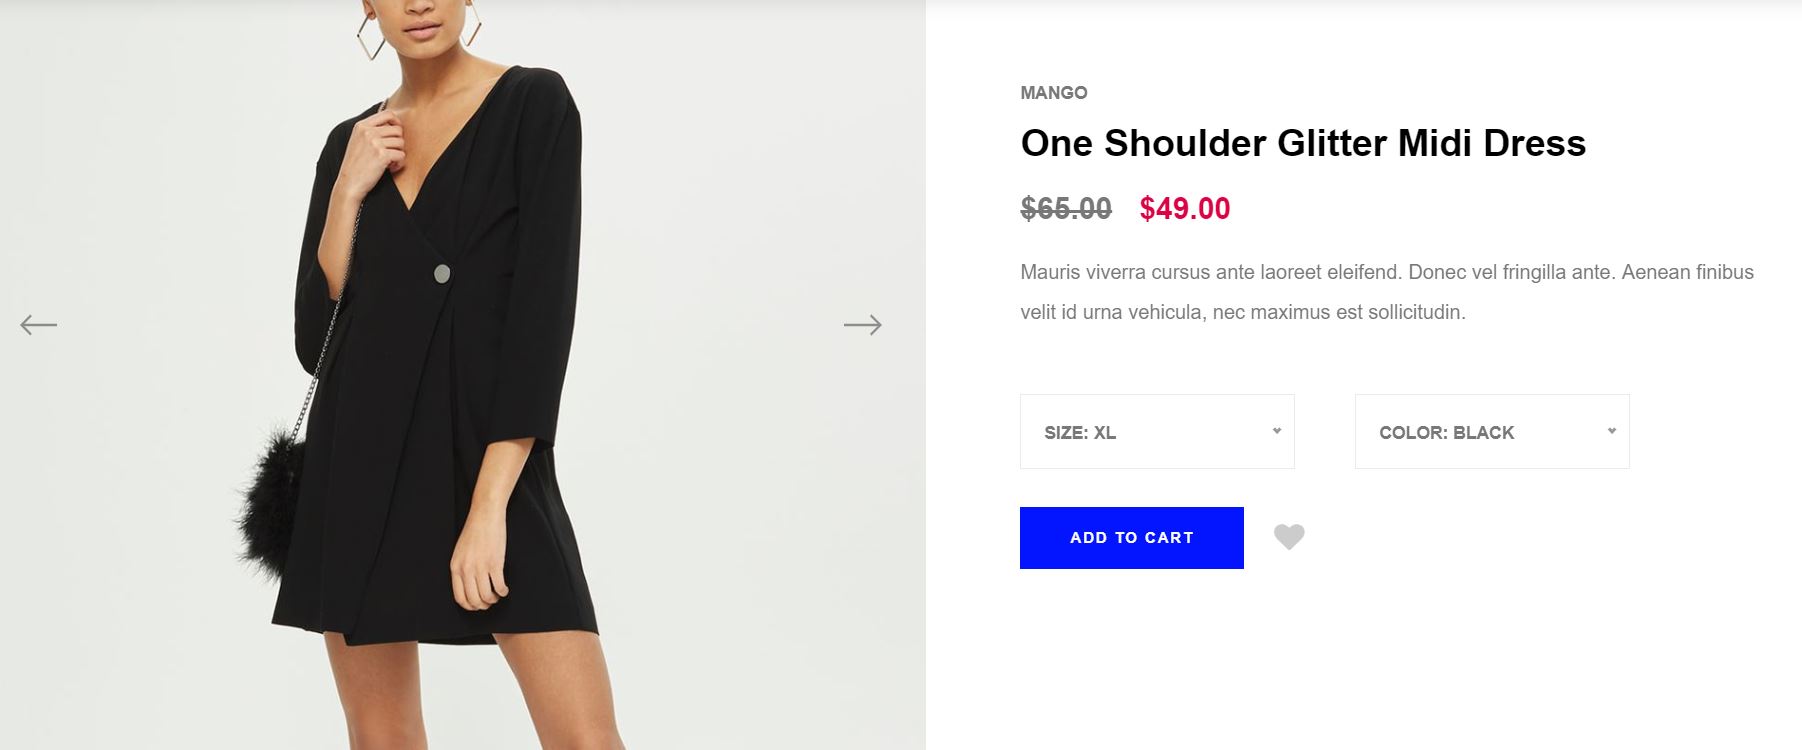 MANGO
One Shoulder Glitter Midi Dress
$65.00 $49.00
Mauris viverra cursus ante laoreet eleifend. Donec vel fringilla ante. Aenean finibus
velit id urna vehicula, nec maximus est sollicitudin.
SIZE: XL COLOR: BLACK
ADD TO CART